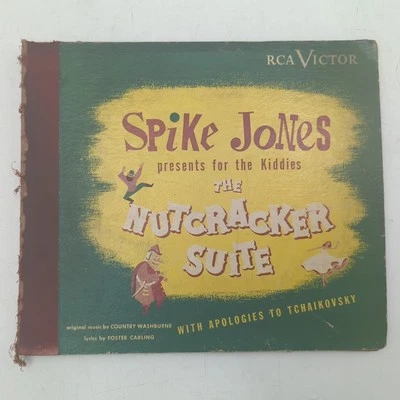 RCA VICTOR
SPIKE JONES
presents for the Kiddies
THE
NUTCRACKER
SUITE
WITH APOLOGIES TO TCHAIKOVSKY
original music by COUNTRY WASHBURNE
lyrics by FOSTER CARLING